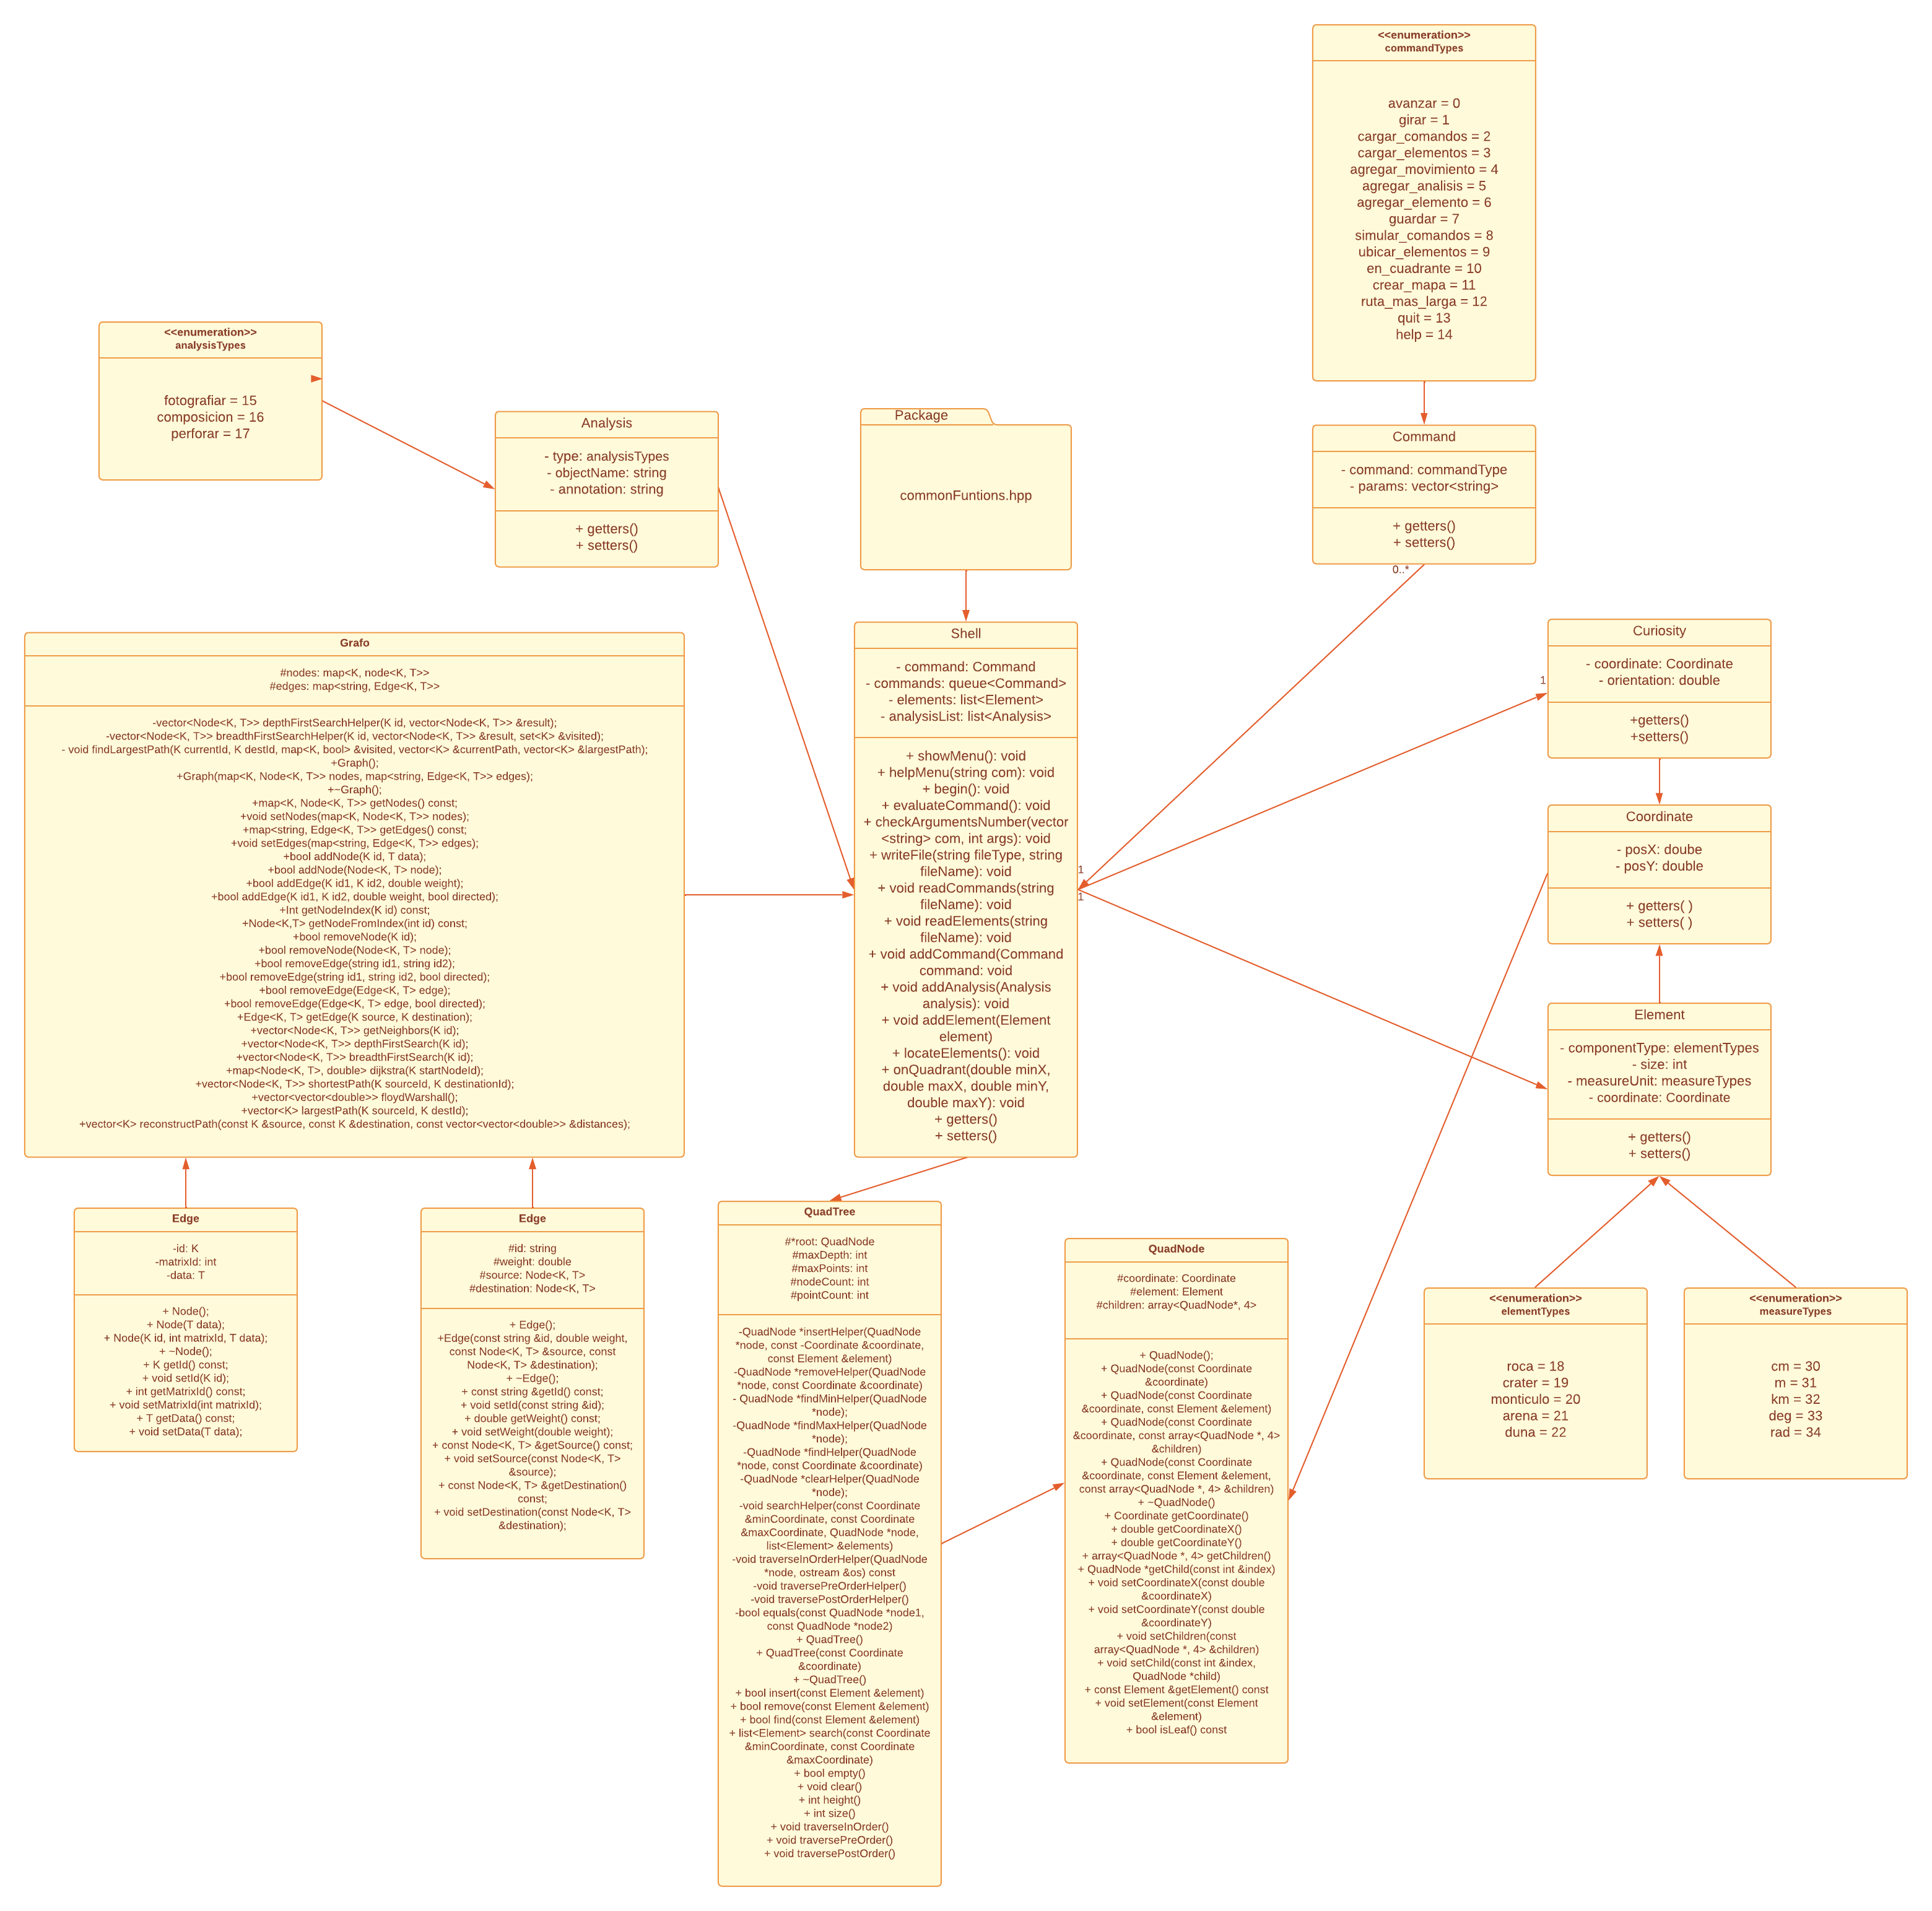 <<enumeration>>
commandTypes
avanzar = 0
girar = 1
cargar_comandos = 2
cargar_elementos = 3
agregar_movimiento = 4
agregar_analisis = 5
agregar_elemento = 6
guardar = 7
simular_comandos = 8
ubicar_elementos = 9
en_cuadrante = 10
crear_mapa = 11
ruta_mas_larga = 12
quit = 13
help = 14
<<enumeration>>
analysisTypes
fotografiar = 15
composicion = 16
perforar = 17
Analysis
- type: analysisTypes
- objectName: string
- annotation: string
+ getters()
+ setters()
Package
commonFuntions.hpp
Command
- command: commandType
- params: vector<string>
+ getters()
+ setters()
0..*
Grafo
#nodes: map<K, node<K, T>>
#edges: map<string, Edge<K, T>>
-vector<Node<K, T>> depthFirstSearchHelper(K id, vector<Node<K, T>> &result);
-vector<Node<K, T>> breadthFirstSearchHelper(K id, vector<Node<K, T>> &result, set<K> &visited);
- void findLargestPath(K currentId, K destId, map<K, bool> &visited, vector<K> &currentPath, vector<K> &largestPath);
+Graph();
+Graph(map<K, Node<K, T>> nodes, map<string, Edge<K, T>> edges);
+~Graph();
+map<K, Node<K, T>> getNodes() const;
+void setNodes(map<K, Node<K, T>> nodes);
+map<string, Edge<K, T>> getEdges() const;
+void setEdges(map<string, Edge<K, T>> edges);
+bool addNode(K id, T data);
+bool addNode(Node<K, T> node);
+bool addEdge(K id1, K id2, double weight);
+bool addEdge(K id1, K id2, double weight, bool directed);
+Int getNodeIndex(K id) const;
+Node<K,T> getNodeFromIndex(int id) const;
+bool removeNode(K id);
+bool removeNode(Node<K, T> node);
+bool removeEdge(string id1, string id2);
+bool removeEdge(string id1, string id2, bool directed);
+bool removeEdge(Edge<K, T> edge);
+bool removeEdge(Edge<K, T> edge, bool directed);
+Edge<K, T> getEdge(K source, K destination);
+vector<Node<K, T>> getNeighbors(K id);
+vector<Node<K, T>> depthFirstSearch(K id);
+vector<Node<K, T>> breadthFirstSearch(K id);
+map<Node<K, T>, double> dijkstra(K startNodeId);
+vector<Node<K, T>> shortestPath(K sourceId, K destinationId);
+vector<vector<double>> floydWarshall();
+vector<K> largestPath(K sourceId, K destId);
+vector<K> reconstructPath(const K &source, const K &destination, const vector<vector<double>> &distances);
Shell
- command: Command
- commands: queue<Command>
- elements: list<Element>
- analysisList: list<Analysis>
+ showMenu(): void
+ helpMenu(string com): void
+ begin(): void
+ evaluateCommand(): void
+ checkArgumentsNumber(vector
<string> com, int args): void
+ writeFile(string fileType, string
fileName): void
+ void readCommands(string
fileName): void
+ void readElements(string
fileName): void
+ void addCommand(Command
command: void
+ void addAnalysis(Analysis
analysis): void
+ void addElement(Element
element)
+ locateElements(): void
+ onQuadrant(double minX,
double maxX, double minY,
double maxY): void
+ getters()
+ setters()
1
1
1
Curiosity
- coordinate: Coordinate
- orientation: double
+getters()
+setters()
Coordinate
- posX: doube
- posY: double
+ getters( )
+ setters( )
Element
- componentType: elementTypes
- size: int
- measureUnit: measureTypes
- coordinate: Coordinate
+ getters()
+ setters()
Edge
-id: K
-matrixId: int
-data: T
+ Node();
+ Node(T data);
+ Node(K id, int matrixId, T data);
+ ~Node();
+ K getId() const;
+ void setId(K id);
+ int getMatrixId() const;
+ void setMatrixId(int matrixId);
+ T getData() const;
+ void setData(T data);
Edge
#id: string
#weight: double
#source: Node<K, T>
#destination: Node<K, T>
+ Edge();
+Edge(const string &id, double weight,
const Node<K, T> &source, const
Node<K, T> &destination);
+ ~Edge();
+ const string &getId() const;
+ void setId(const string &id);
+ double getWeight() const;
+ void setWeight(double weight);
+ const Node<K, T> &getSource() const;
+ void setSource(const Node<K, T>
&source);
+ const Node<K, T> &getDestination()
const;
+ void setDestination(const Node<K, T>
&destination);
QuadTree
#*root: QuadNode
#maxDepth: int
#maxPoints: int
#nodeCount: int
#pointCount: int
-QuadNode *insertHelper(QuadNode
*node, const -Coordinate &coordinate,
const Element &element)
-QuadNode *removeHelper(QuadNode
*node, const Coordinate &coordinate)
- QuadNode *findMinHelper(QuadNode
*node);
-QuadNode *findMaxHelper(QuadNode
*node);
-QuadNode *findHelper(QuadNode
*node, const Coordinate &coordinate)
-QuadNode *clearHelper(QuadNode
*node);
-void searchHelper(const Coordinate
&minCoordinate, const Coordinate
&maxCoordinate, QuadNode *node,
list<Element> &elements)
-void traverseInOrderHelper(QuadNode
*node, ostream &os) const
-void traversePreOrderHelper()
-void traversePostOrderHelper()
-bool equals(const QuadNode *node1,
const QuadNode *node2)
+ QuadTree()
+ QuadTree(const Coordinate
&coordinate)
+ ~QuadTree()
+ bool insert(const Element &element)
+ bool remove(const Element &element)
+ bool find(const Element &element)
+ list<Element> search(const Coordinate
&minCoordinate, const Coordinate
&maxCoordinate)
+ bool empty()
+ void clear()
+ int height()
+ int size()
+ void traverseInOrder()
+ void traversePreOrder()
+ void traversePostOrder()
QuadNode
#coordinate: Coordinate
#element: Element
#children: array<QuadNode*, 4>
+ QuadNode();
+ QuadNode(const Coordinate
&coordinate)
+ QuadNode(const Coordinate
&coordinate, const Element &element)
+ QuadNode(const Coordinate
&coordinate, const array<QuadNode *, 4>
&children)
+ QuadNode(const Coordinate
&coordinate, const Element &element,
const array<QuadNode *, 4> &children)
+ ~QuadNode()
+ Coordinate getCoordinate()
+ double getCoordinateX()
+ double getCoordinateY()
+ array<QuadNode *, 4> getChildren()
+ QuadNode *getChild(const int &index)
+ void setCoordinateX(const double
&coordinateX)
+ void setCoordinateY(const double
&coordinateY)
+ void setChildren(const
array<QuadNode *, 4> &children)
+ void setChild(const int &index,
QuadNode *child)
+ const Element &getElement() const
+ void setElement(const Element
&element)
+ bool isLeaf() const
<<enumeration>>
elementTypes
roca = 18
crater = 19
monticulo = 20
arena = 21
duna = 22
<<enumeration>>
measureTypes
cm = 30
m = 31
km = 32
deg = 33
rad = 34